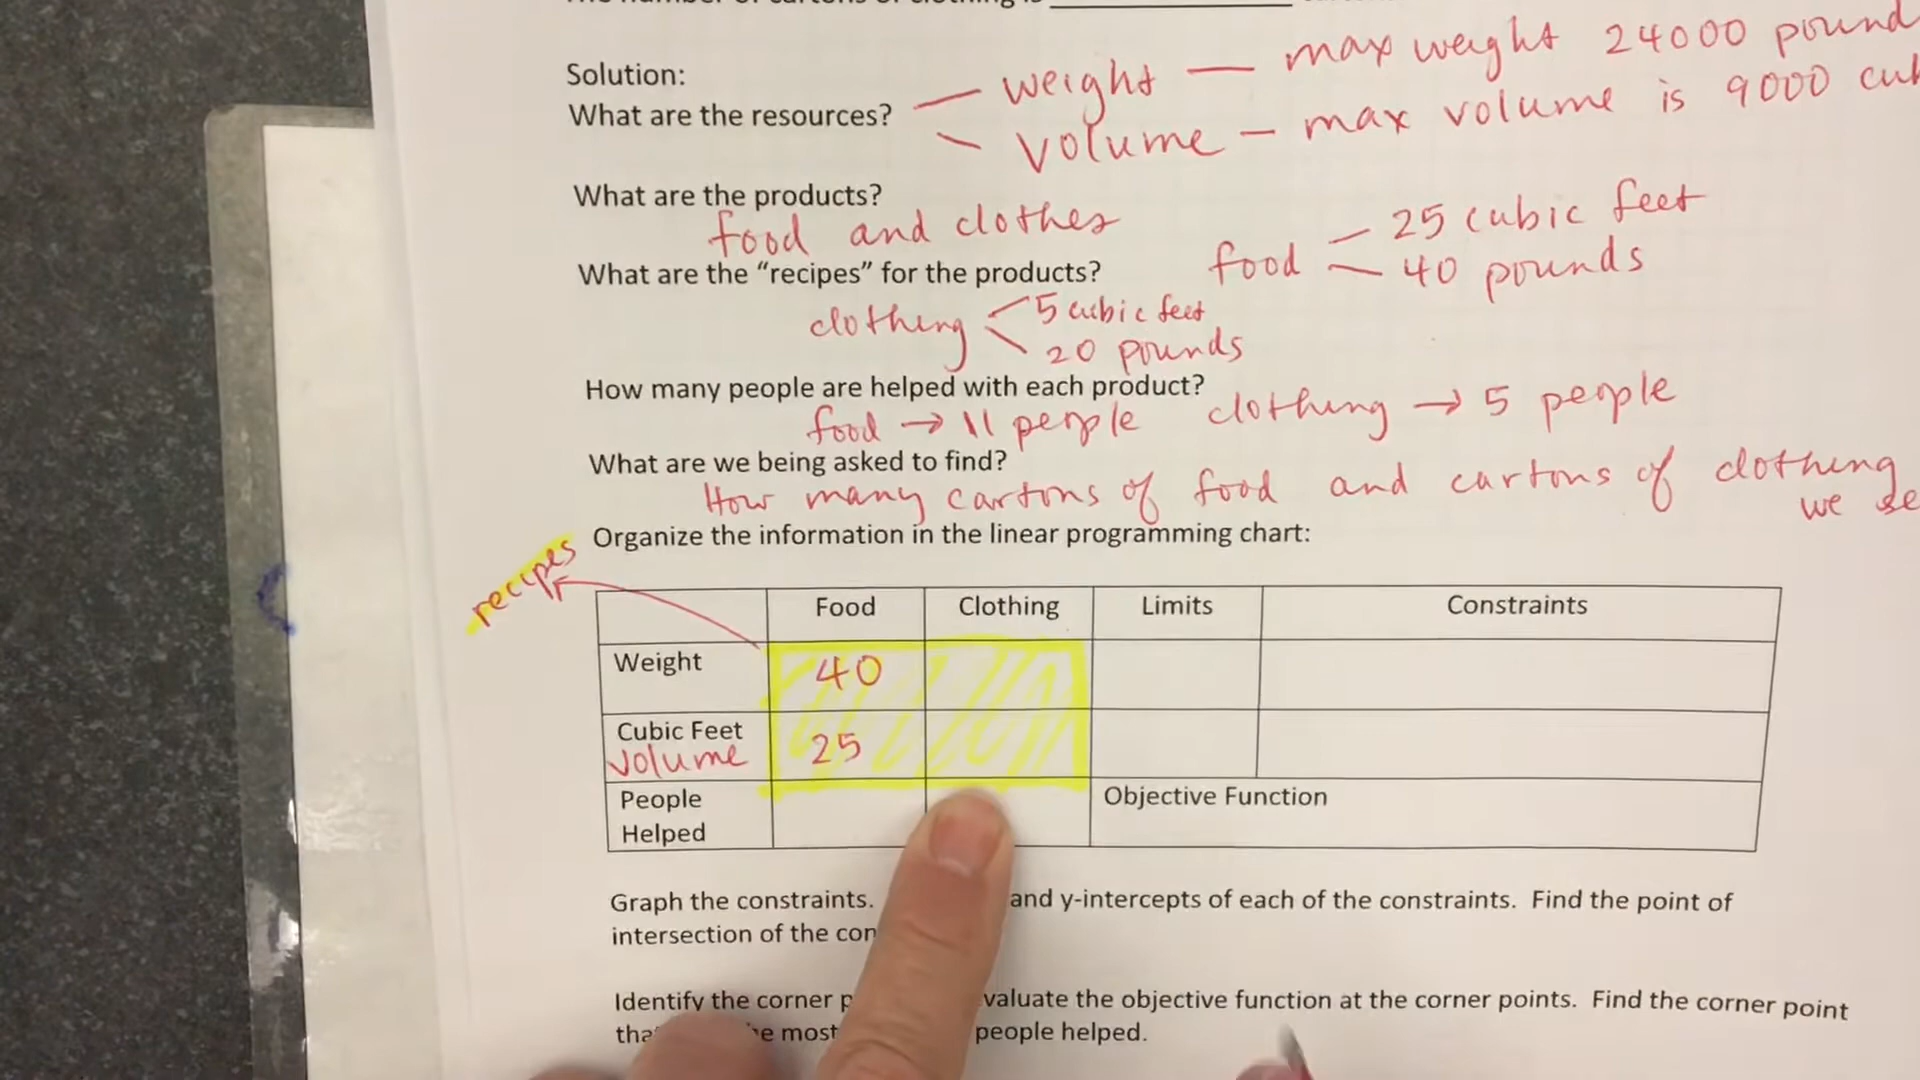 Solution:
weight — max weight 24000
What are the resources?
volume — max volume is 9000
What are the products?
food and clothes
25 cubic feet
food
40 pounds
What are the “recipes” for the products?
clothing
5 cubic feet
20 pounds
How many people are helped with each product?
food → 11 people clothing → 5 people
What are we being asked to find?
How many cartons of food and cartons of clothing
we
recipes
Organize the information in the linear programming chart:
Food Clothing Limits Constraints
Weight 40
Cubic Feet
volume 25
People
Helped
Objective Function
Graph the constraints. and y-intercepts of each of the constraints. Find the point of
intersection of the
Identify the corner the objective function at the corner points. Find the corner point
most people helped.